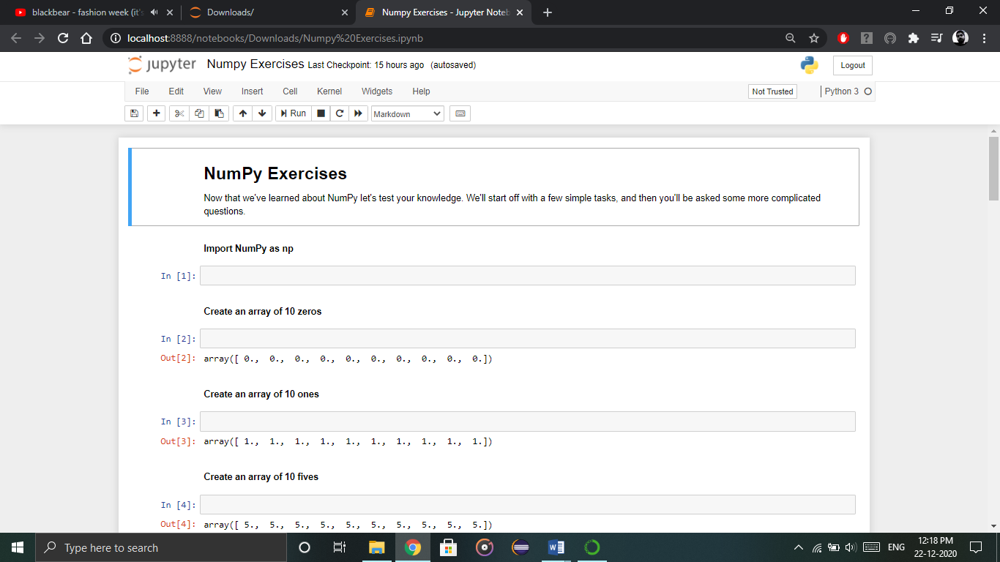 blackbear - fashion week (it's
Downloads/
Numpy Exercises - Jupyter Noteb
localhost:8888/notebooks/Downloads/Numpy%20Exercises.ipynb
jupyter Numpy Exercises Last Checkpoint: 15 hours ago (autosaved)
Logout
File Edit View Insert Cell Kernel Widgets Help
Not Trusted
Python 3
Run
Markdown
NumPy Exercises
Now that we've learned about NumPy let's test your knowledge. We'll start off with a few simple tasks, and then you'll be asked some more complicated
questions.
Import NumPy as np
In [1]:
Create an array of 10 zeros
In [2]:
Out[2]: array([ 0., 0., 0., 0., 0., 0., 0., 0., 0., 0.])
Create an array of 10 ones
In [3]:
Out[3]: array([ 1., 1., 1., 1., 1., 1., 1., 1., 1., 1.])
Create an array of 10 fives
In [4]:
Out[4]: array([ 5., 5., 5., 5., 5., 5., 5., 5., 5., 5.])
Type here to search
ENG
12:18 PM
22-12-2020